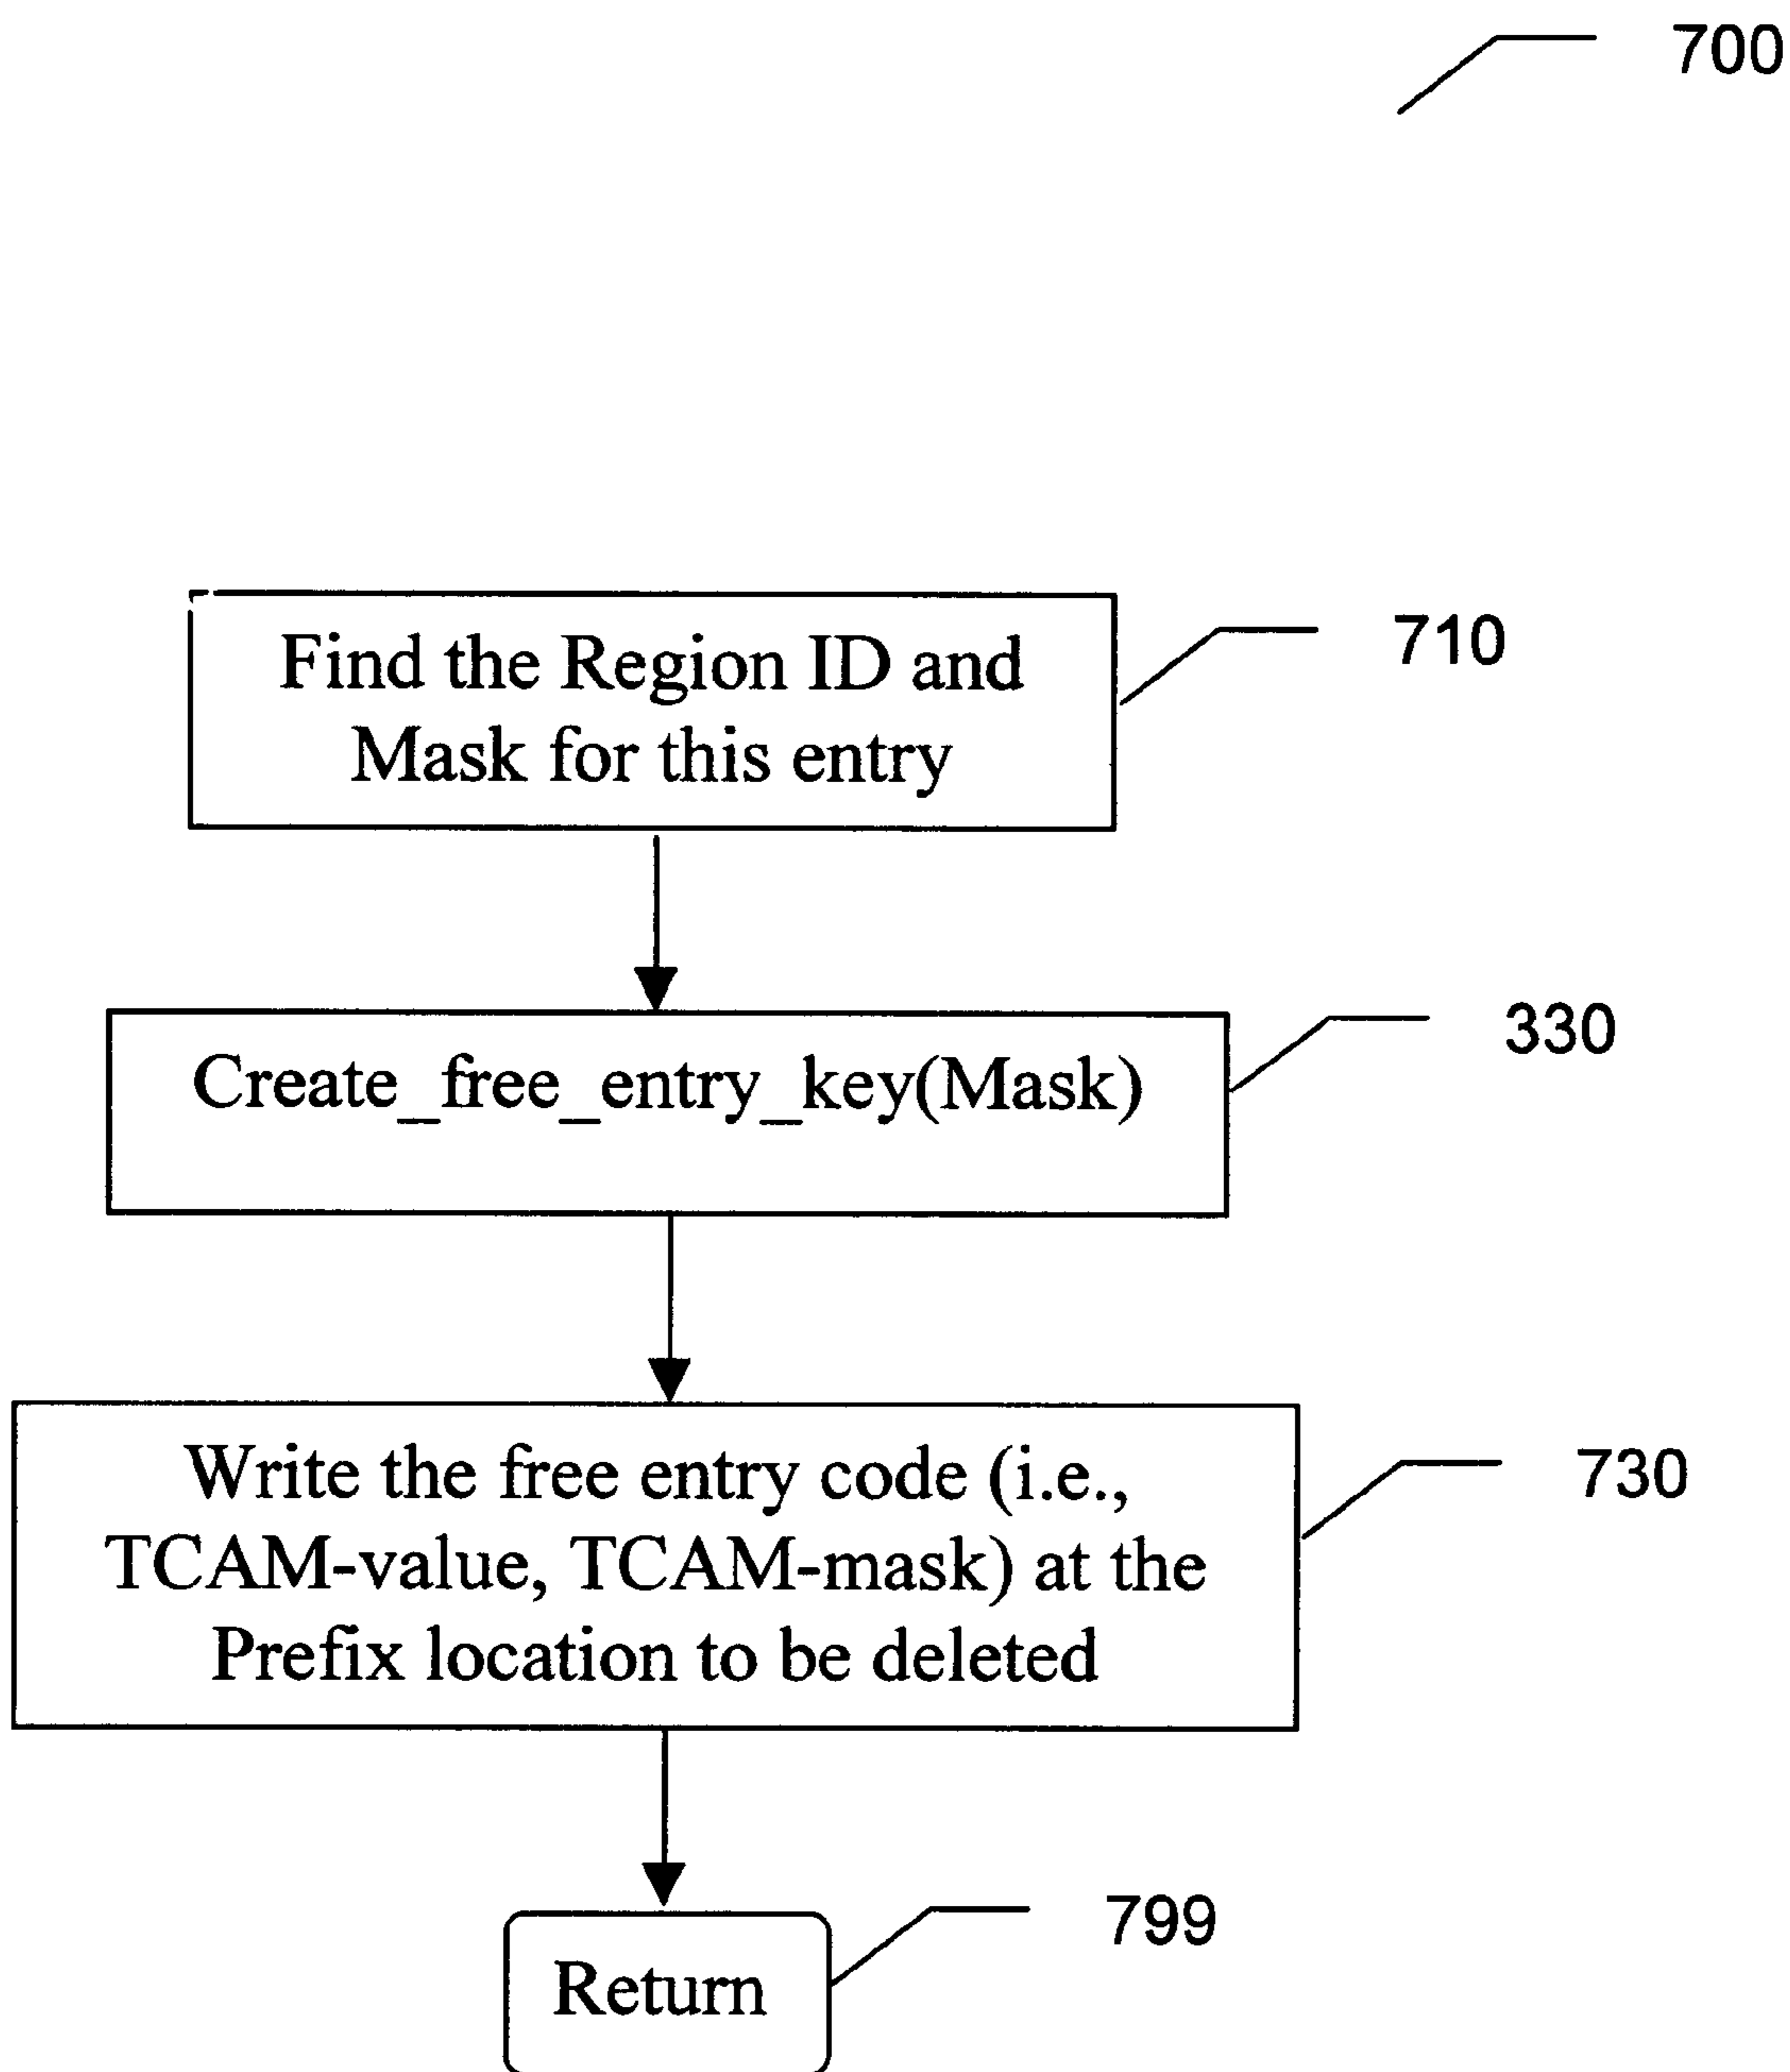 700
Find the Region ID and
Mask for this entry
710
Create_free_entry_key(Mask)
330
Write the free entry code (i.e.,
TCAM-value, TCAM-mask) at the
Prefix location to be deleted
730
Return
799